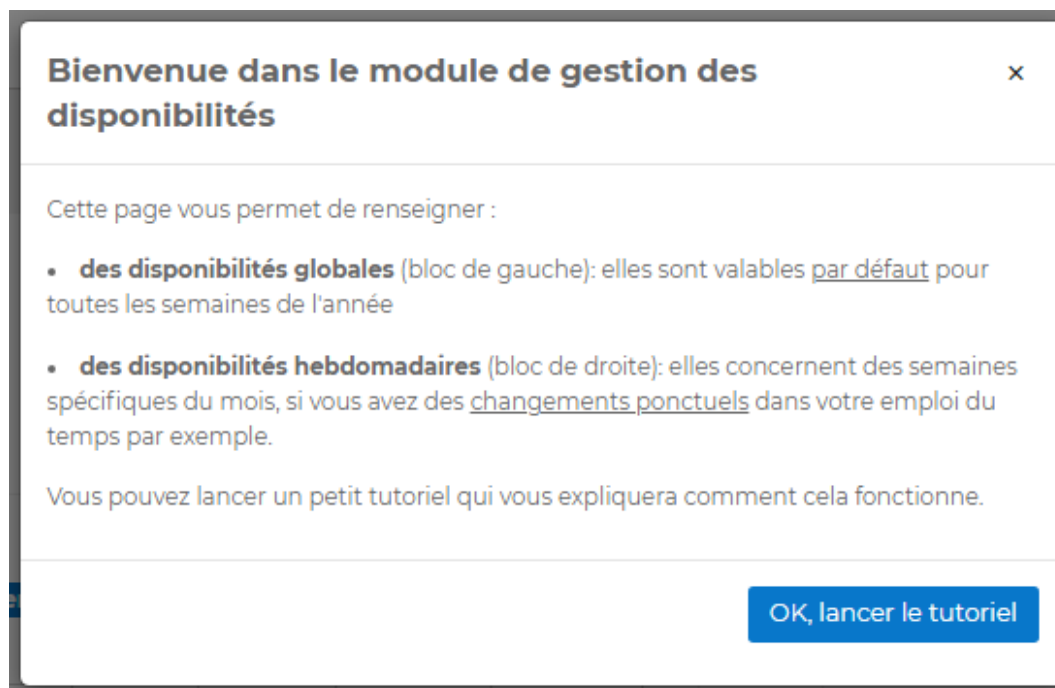 Bienvenue dans le module de gestion des
disponibilités
×
Cette page vous permet de renseigner :
• des disponibilités globales (bloc de gauche): elles sont valables par défaut pour
toutes les semaines de l'année
• des disponibilités hebdomadaires (bloc de droite): elles concernent des semaines
spécifiques du mois, si vous avez des changements ponctuels dans votre emploi du
temps par exemple.
Vous pouvez lancer un petit tutoriel qui vous expliquera comment cela fonctionne.
OK, lancer le tutoriel